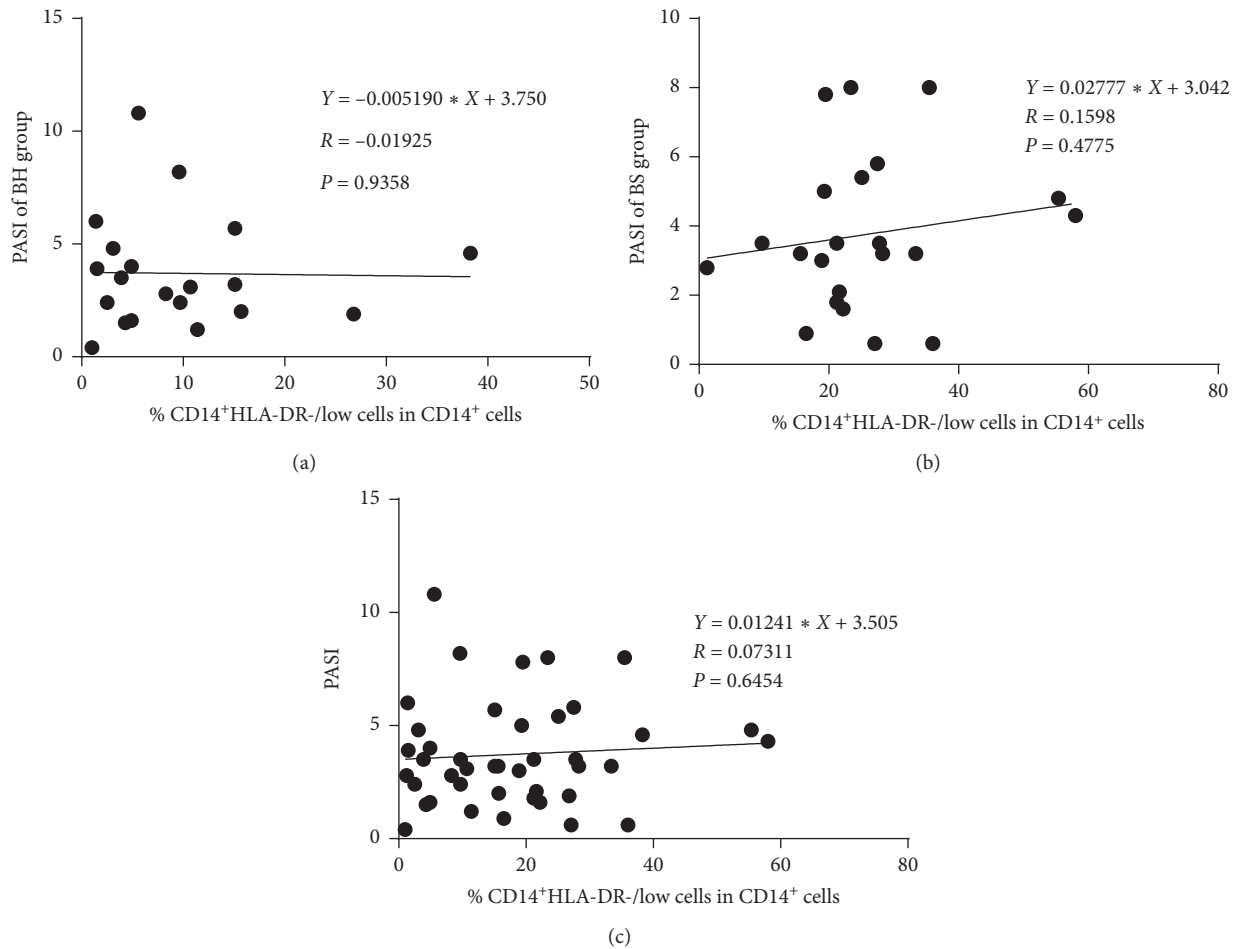 15
10
5
0
PASI of BH group
Y = –0.005190 ∗ X + 3.750
R = –0.01925
P = 0.9358
0 10 20 30 40 50
% CD14⁺HLA-DR-/low cells in CD14⁺ cells
(a)
10
8
6
4
2
0
PASI of BS group
Y = 0.02777 ∗ X + 3.042
R = 0.1598
P = 0.4775
0 20 40 60 80
% CD14⁺HLA-DR-/low cells in CD14⁺ cells
(b)
15
10
5
0
PASI
Y = 0.01241 ∗ X + 3.505
R = 0.07311
P = 0.6454
0 20 40 60 80
% CD14⁺HLA-DR-/low cells in CD14⁺ cells
(c)